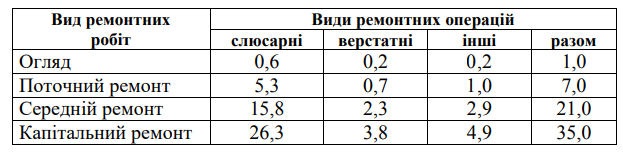 Вид ремонтних робіт Види ремонтних операцій
слюсарні верстатні інші разом
Огляд 0,6 0,2 0,2 1,0
Поточний ремонт 5,3 0,7 1,0 7,0
Середній ремонт 15,8 2,3 2,9 21,0
Капітальний ремонт 26,3 3,8 4,9 35,0